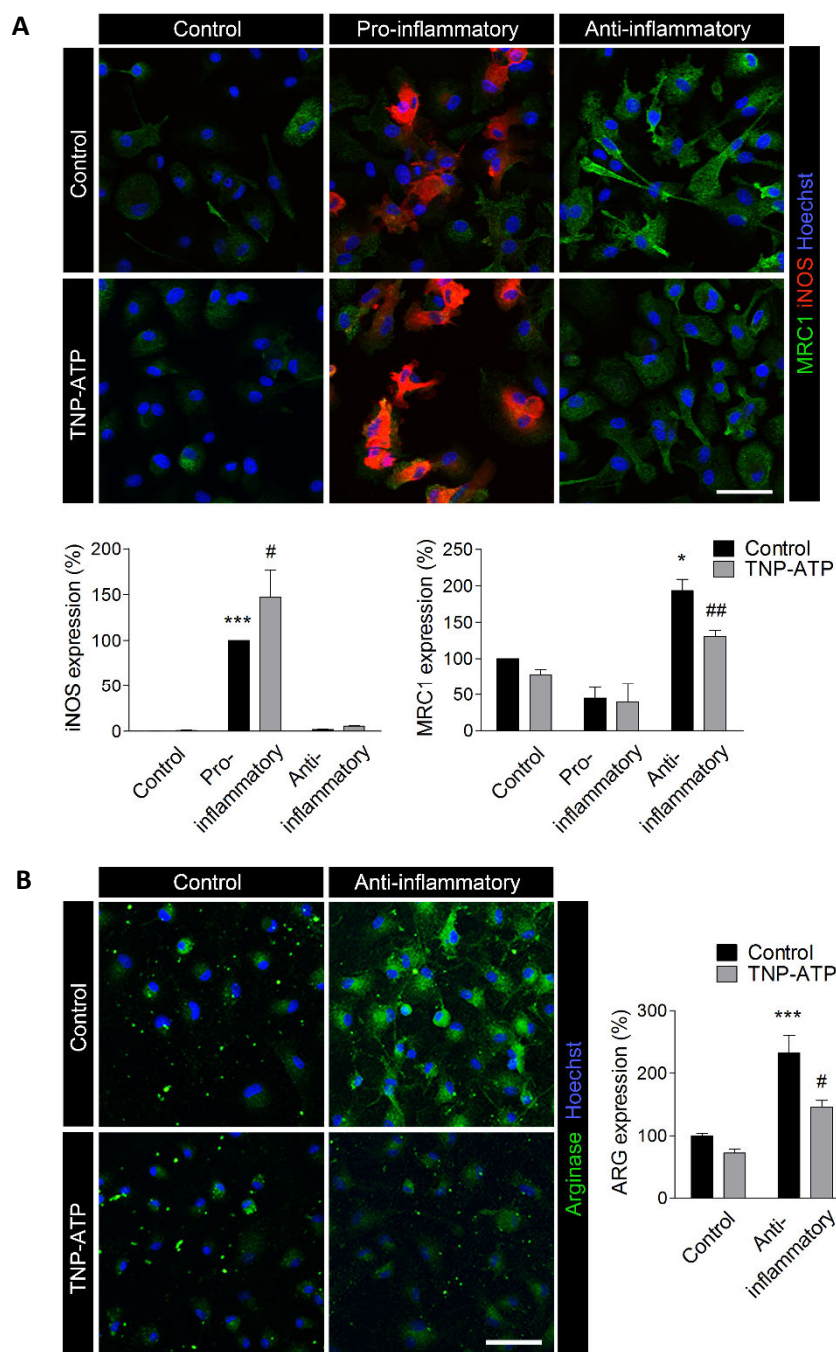 A
Control
Pro-inflammatory
Anti-inflammatory
Control
TNP-ATP
MRC1 iNOS Hoechst
iNOS expression (%)
200
150
100
50
0
***
#
Control
Pro-
inflammatory
Anti-
inflammatory
MRC1 expression (%)
250
200
150
100
50
0
*
##
Control
TNP-ATP
Control
Pro-
inflammatory
Anti-
inflammatory
B
Control
Anti-inflammatory
Control
TNP-ATP
Arginase Hoechst
Control
TNP-ATP
ARG expression (%)
300
200
100
0
***
#
Control
Anti-
inflammatory